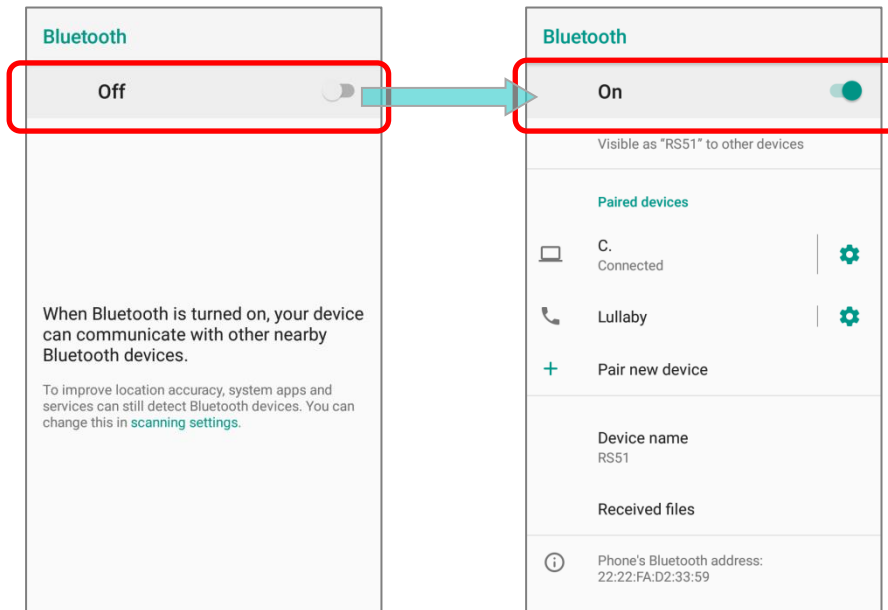 Bluetooth
Off
When Bluetooth is turned on, your device
can communicate with other nearby
Bluetooth devices.
To improve location accuracy, system apps and
services can still detect Bluetooth devices. You can
change this in scanning settings.
Bluetooth
On
Visible as “RS51” to other devices
Paired devices
C.
Connected
Lullaby
Pair new device
Device name
RS51
Received files
Phone's Bluetooth address:
22:22:FA:D2:33:59